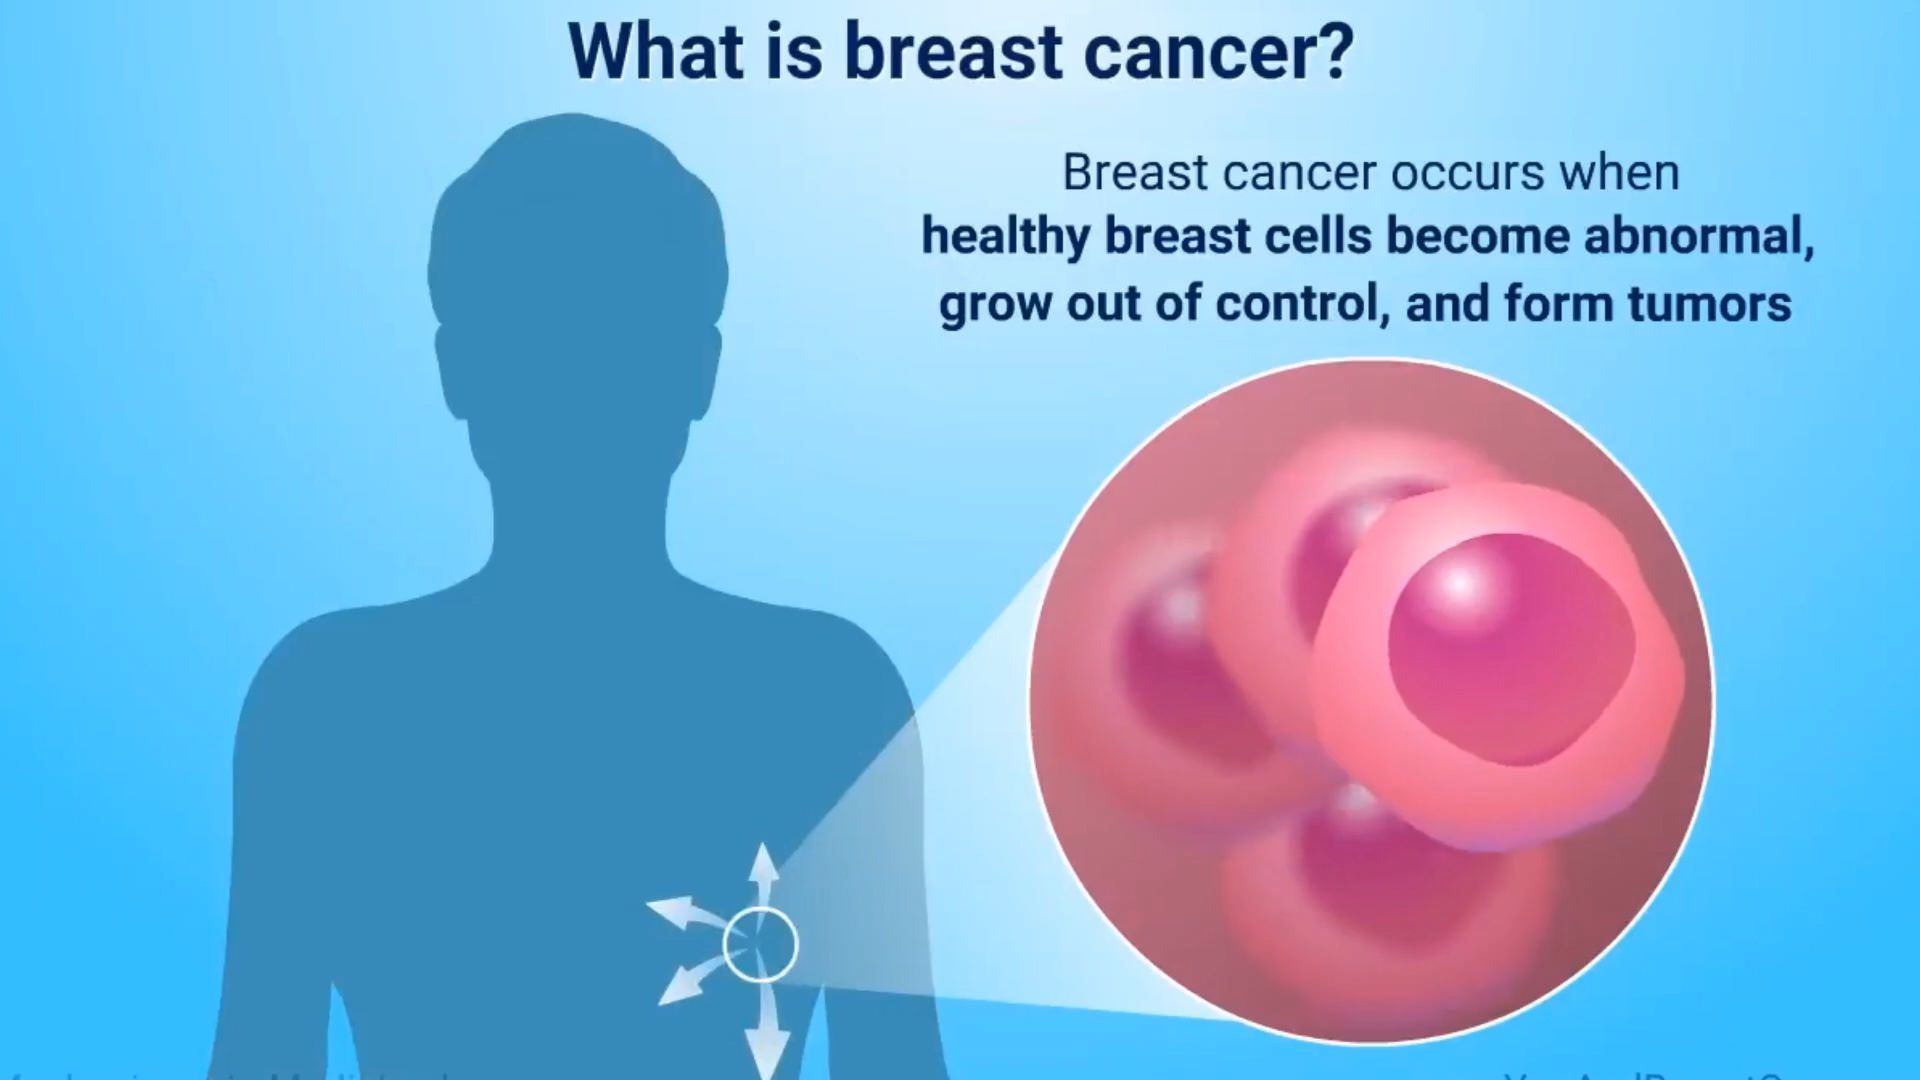 What is breast cancer?
Breast cancer occurs when
healthy breast cells become abnormal,
grow out of control, and form tumors